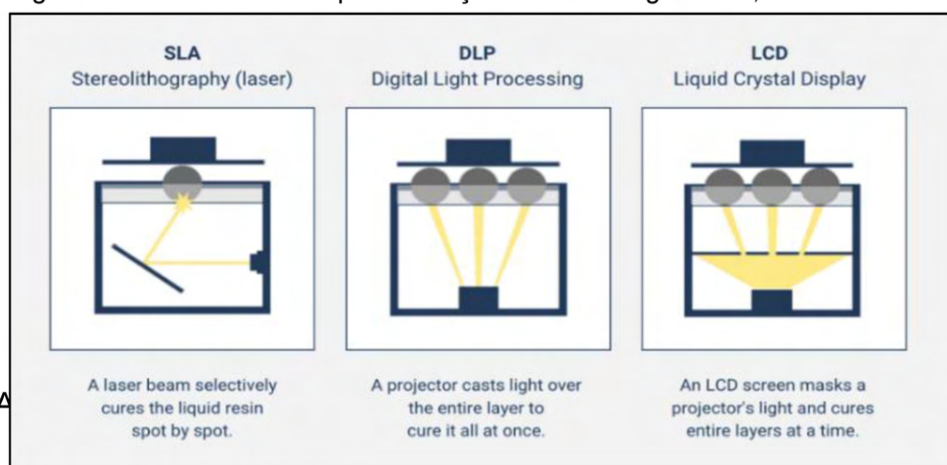 SLA
Stereolithography (laser)
DLP
Digital Light Processing
LCD
Liquid Crystal Display
A laser beam selectively
cures the liquid resin
spot by spot.
A projector casts light over
the entire layer to
cure it all at once.
An LCD screen masks a
projector's light and cures
entire layers at a time.